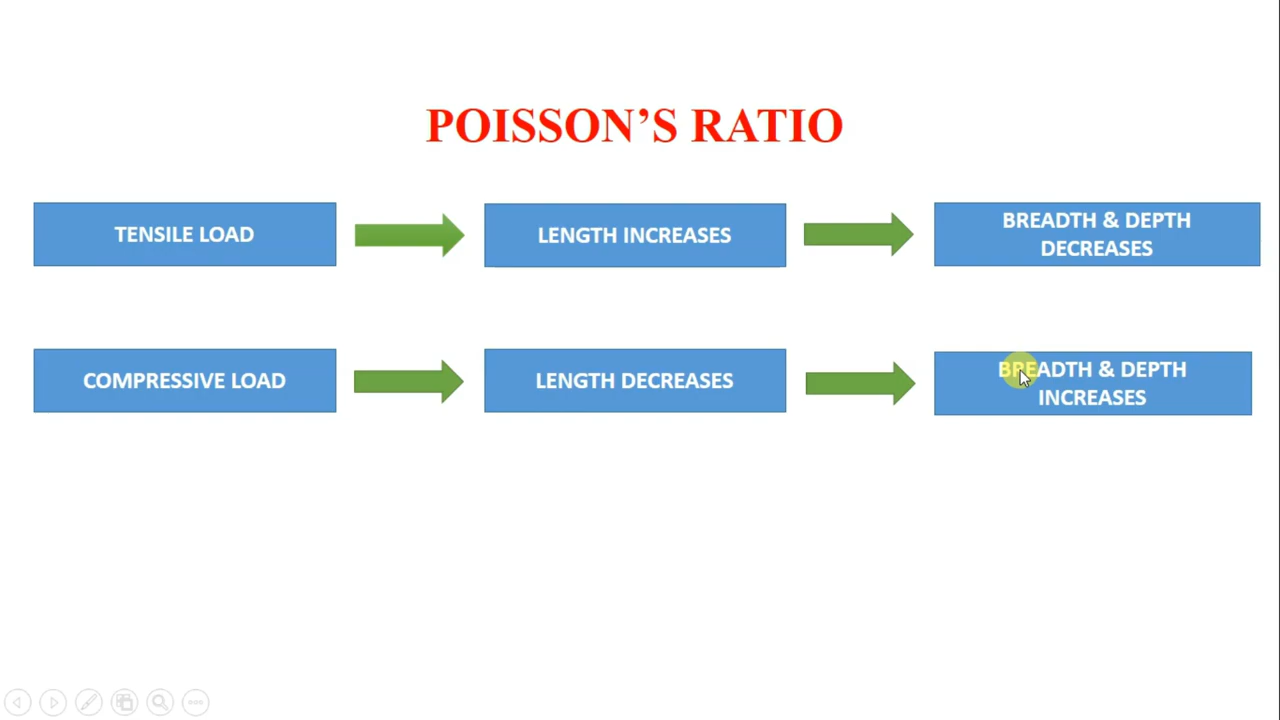 POISSON’S RATIO
TENSILE LOAD
LENGTH INCREASES
BREADTH & DEPTH
DECREASES
COMPRESSIVE LOAD
LENGTH DECREASES
BREADTH & DEPTH
INCREASES